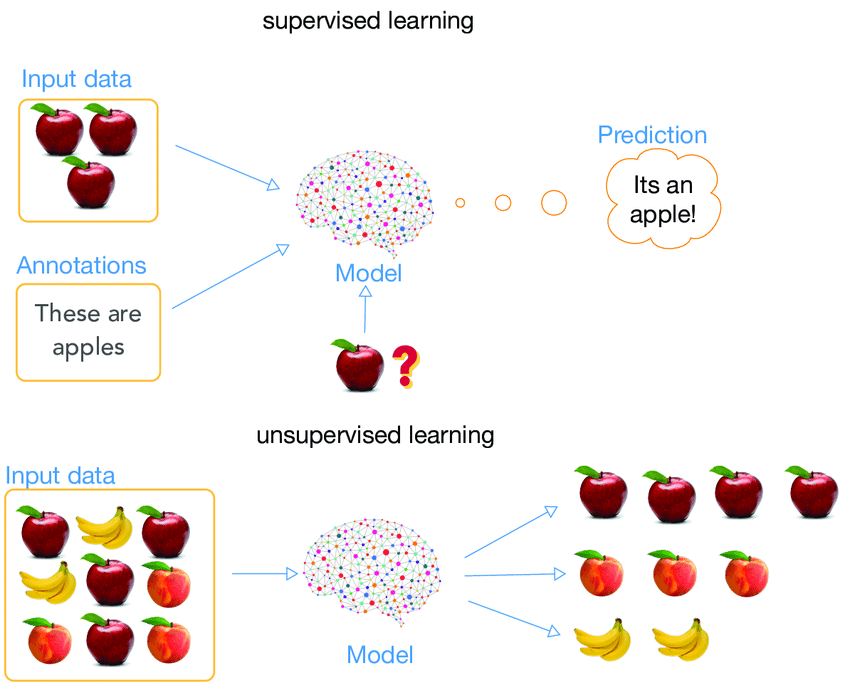 supervised learning
Input data
Prediction
Its an
apple!
Annotations
Model
These are
apples
?
unsupervised learning
Input data
Model